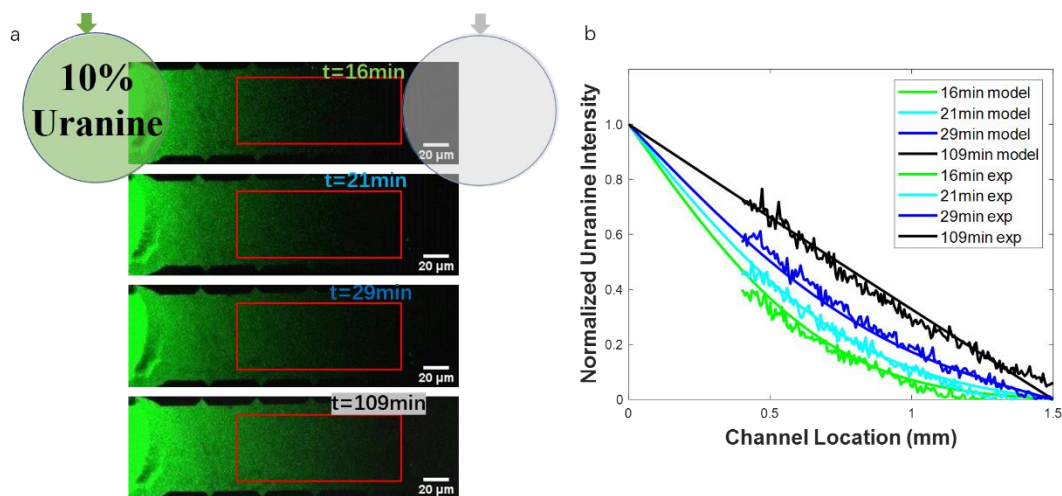 a
10%
Uranine
t=16min
20 µm
t=21min
20 µm
t=29min
20 µm
t=109min
20 µm
b
Normalized Unranine Intensity
1.0
0.8
0.6
0.4
0.2
0
0
0.5
1
1.5
Channel Location (mm)
16min model
21min model
29min model
109min model
16min exp
21min exp
29min exp
109min exp